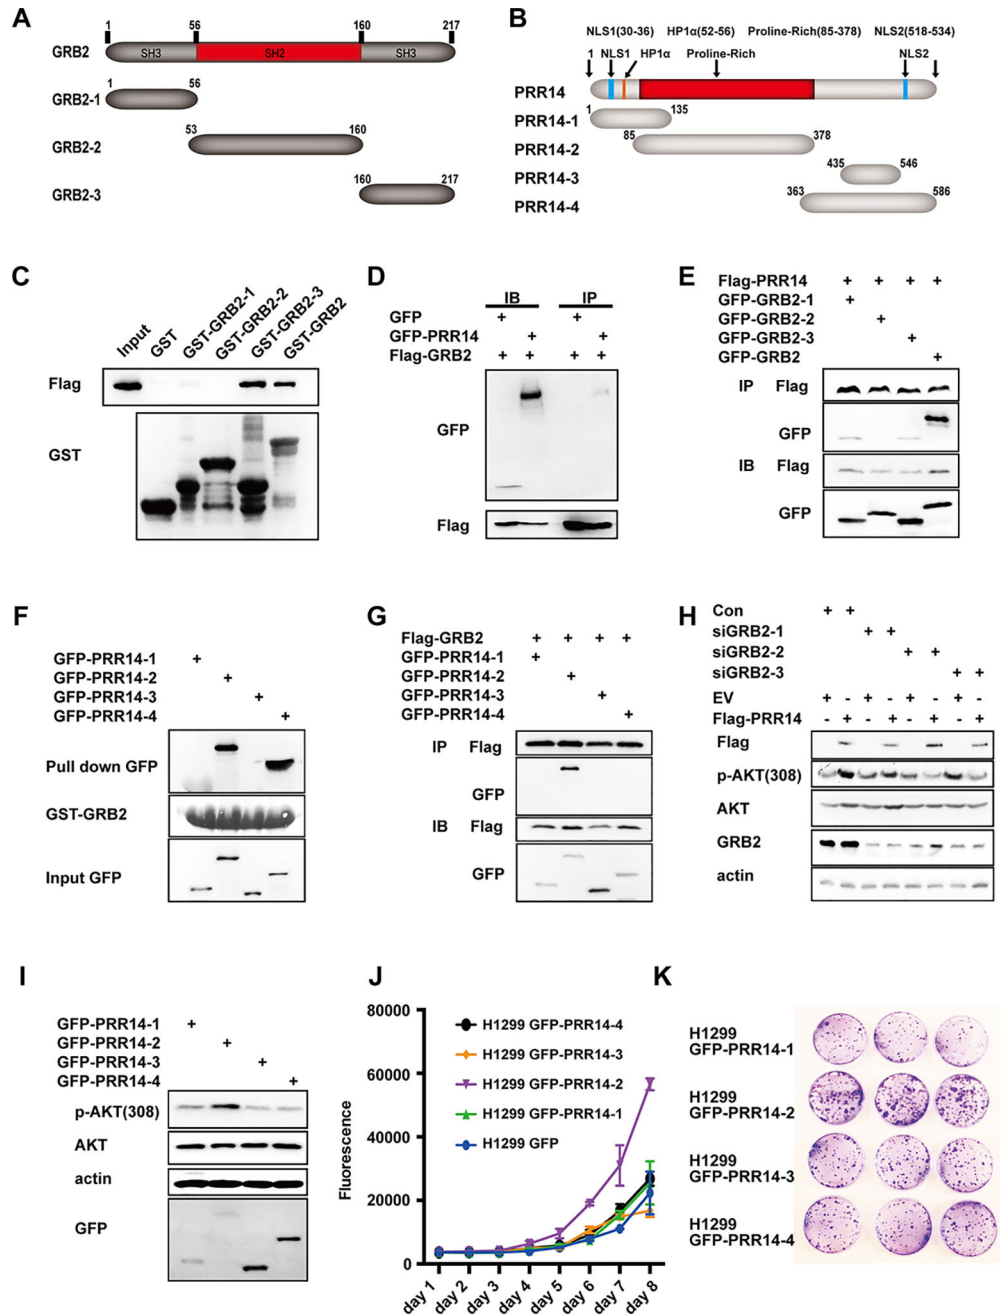 A
1 56 160 217
GRB2 SH3 SH2 SH3
1 56
GRB2-1
53 160
GRB2-2
160 217
GRB2-3
B
NLS1(30-36) HP1α(52-56) Proline-Rich(85-378) NLS2(518-534)
1 NLS1 HP1α Proline-Rich NLS2
PRR14
1 135
PRR14-1
85 378
PRR14-2
435 546
PRR14-3
363 586
PRR14-4
C
Input GST GST-GRB2-1 GST-GRB2-2 GST-GRB2-3 GST-GRB2
Flag
GST
D
IB IP
GFP + +
GFP-PRR14 + +
Flag-GRB2 + + + +
GFP
Flag
E
Flag-PRR14 + + + +
GFP-GRB2-1 +
GFP-GRB2-2 +
GFP-GRB2-3 +
GFP-GRB2 +
IP Flag
GFP
IB Flag
GFP
F
GFP-PRR14-1 +
GFP-PRR14-2 +
GFP-PRR14-3 +
GFP-PRR14-4 +
Pull down GFP
GST-GRB2
Input GFP
G
Flag-GRB2 + + + +
GFP-PRR14-1 +
GFP-PRR14-2 +
GFP-PRR14-3 +
GFP-PRR14-4 +
IP Flag
GFP
IB Flag
GFP
H
Con + +
siGRB2-1 + +
siGRB2-2 + +
siGRB2-3 + +
EV + - + - + - + -
Flag-PRR14 - + - + - + - +
Flag
p-AKT(308)
AKT
GRB2
actin
I
GFP-PRR14-1 +
GFP-PRR14-2 +
GFP-PRR14-3 +
GFP-PRR14-4 +
p-AKT(308)
AKT
actin
GFP
J
80000
60000
40000
20000
0
Fluorescence
H1299 GFP-PRR14-4
H1299 GFP-PRR14-3
H1299 GFP-PRR14-2
H1299 GFP-PRR14-1
H1299 GFP
day 1 day 2 day 3 day 4 day 5 day 6 day 7 day 8
K
H1299
GFP-PRR14-1
H1299
GFP-PRR14-2
H1299
GFP-PRR14-3
H1299
GFP-PRR14-4